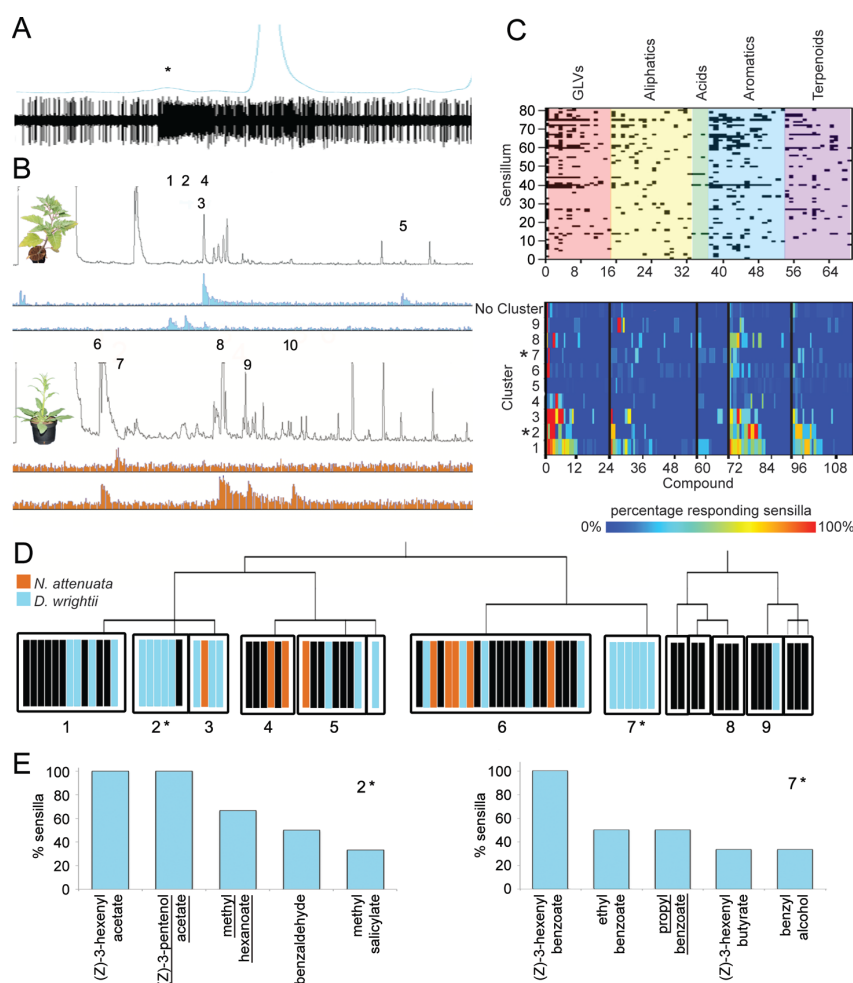 A
*
B
1 2 4
3
5
6 8 10
7 9
C
GLVs Aliphatics Acids Aromatics Terpenoids
Sensillum
80
70
60
50
40
30
20
10
0
0 8 16 24 32 40 48 56 64
No Cluster
9
8
*7
6
5
4
3
*2
1
Cluster
0 12 24 36 48 60 72 84 96 108
Compound
percentage responding sensilla
0% 100%
D
N. attenuata
D. wrightii
1 2* 3 4 5 6 7* 8 9
E
% sensilla
100
80
60
40
20
0
2*
(Z)-3-hexenyl
acetate
(Z)-3-pentenol
acetate
methyl
hexanoate
benzaldehyde
methyl
salicylate
% sensilla
100
80
60
40
20
0
7*
(Z)-3-hexenyl
benzoate
ethyl
benzoate
propyl
benzoate
(Z)-3-hexenyl
butyrate
benzyl
alcohol